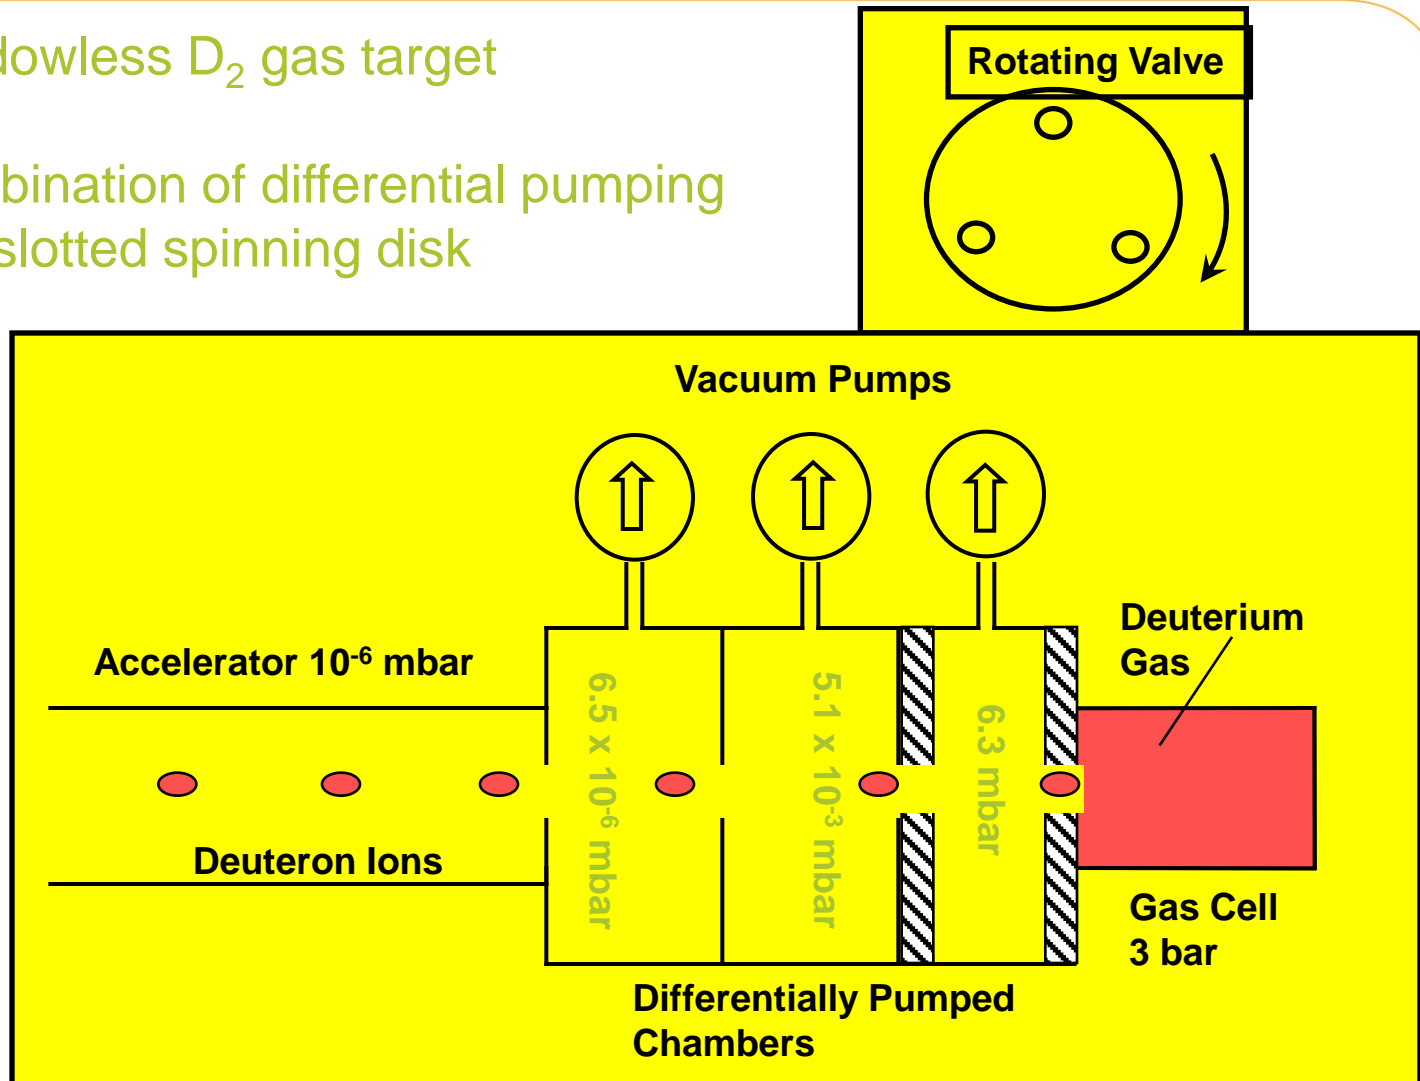 dowless D₂ gas target
bination of differential pumping
slotted spinning disk
Rotating Valve
Vacuum Pumps
Accelerator 10⁻⁶ mbar
Deuteron Ions
6.5 x 10⁻⁶ mbar
5.1 x 10⁻³ mbar
6.3 mbar
Deuterium
Gas
Gas Cell
3 bar
Differentially Pumped
Chambers